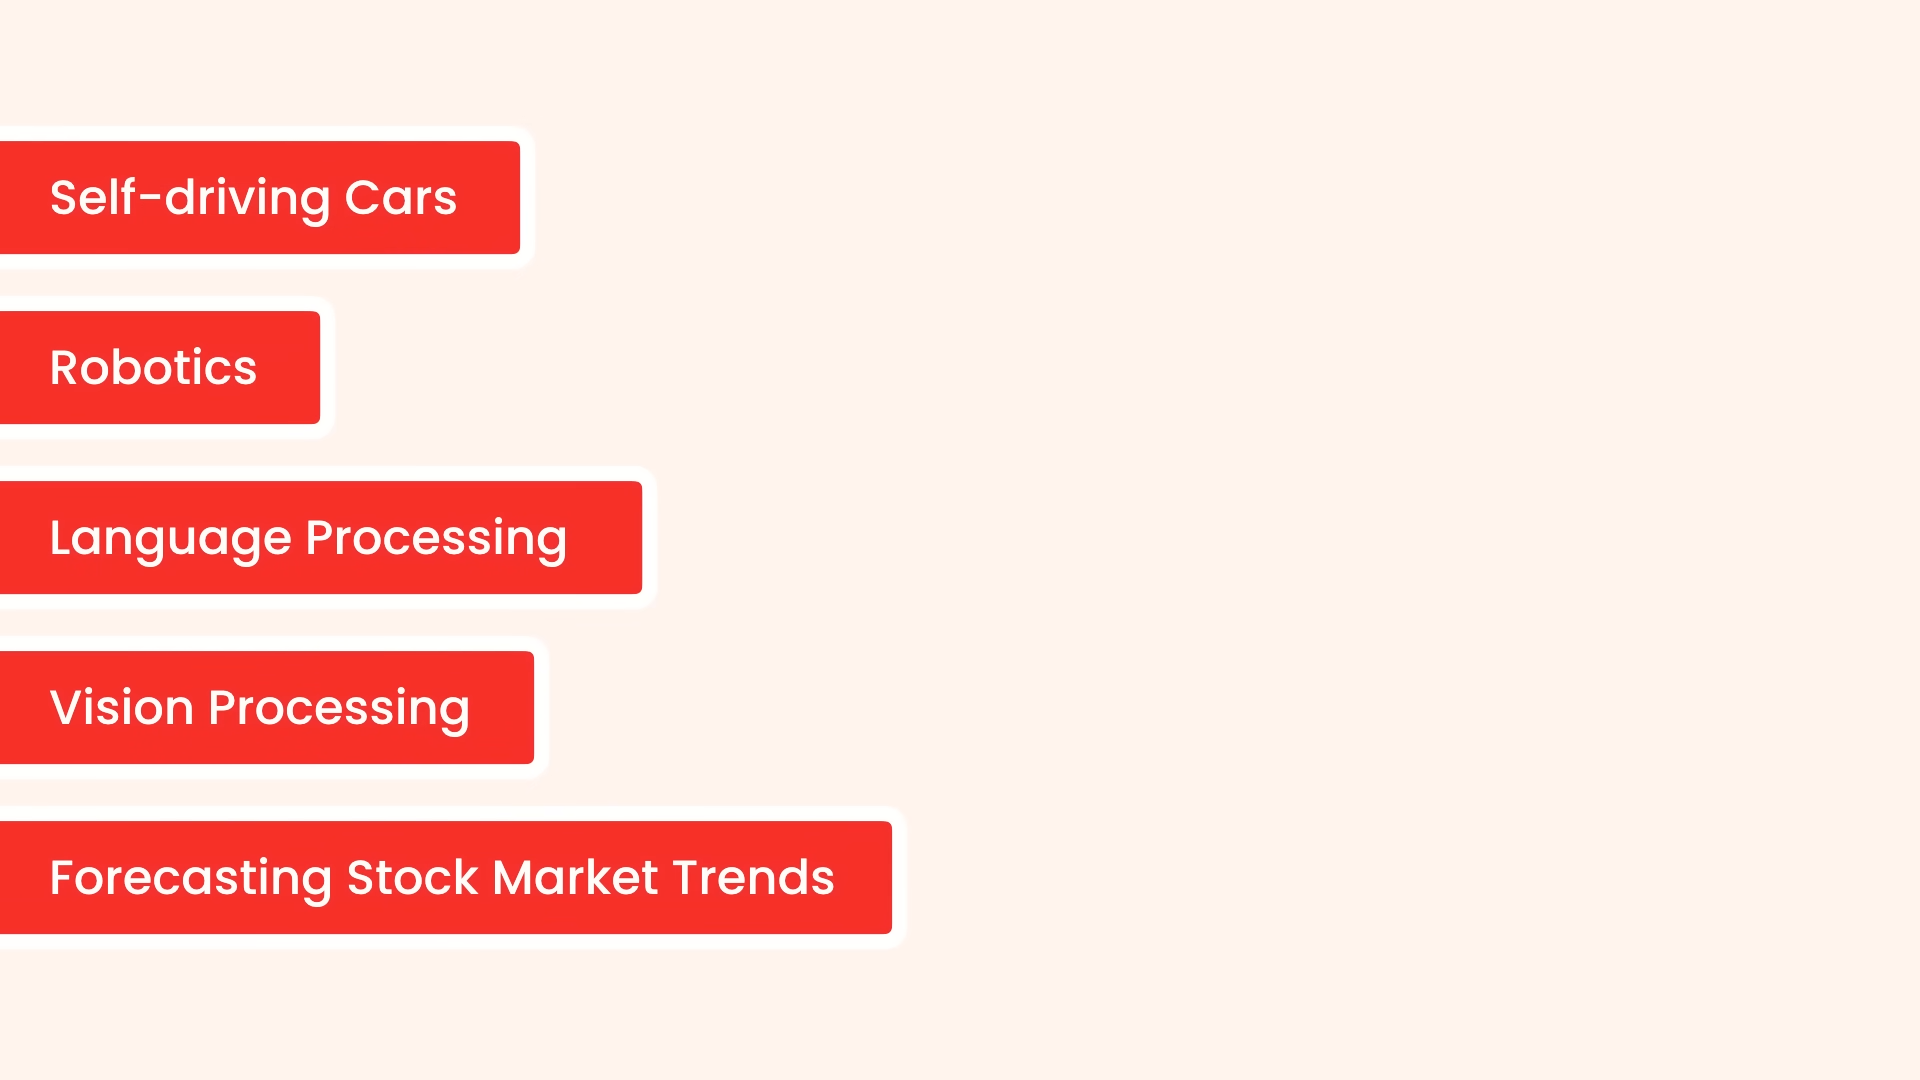 Self-driving Cars
Robotics
Language Processing
Vision Processing
Forecasting Stock Market Trends